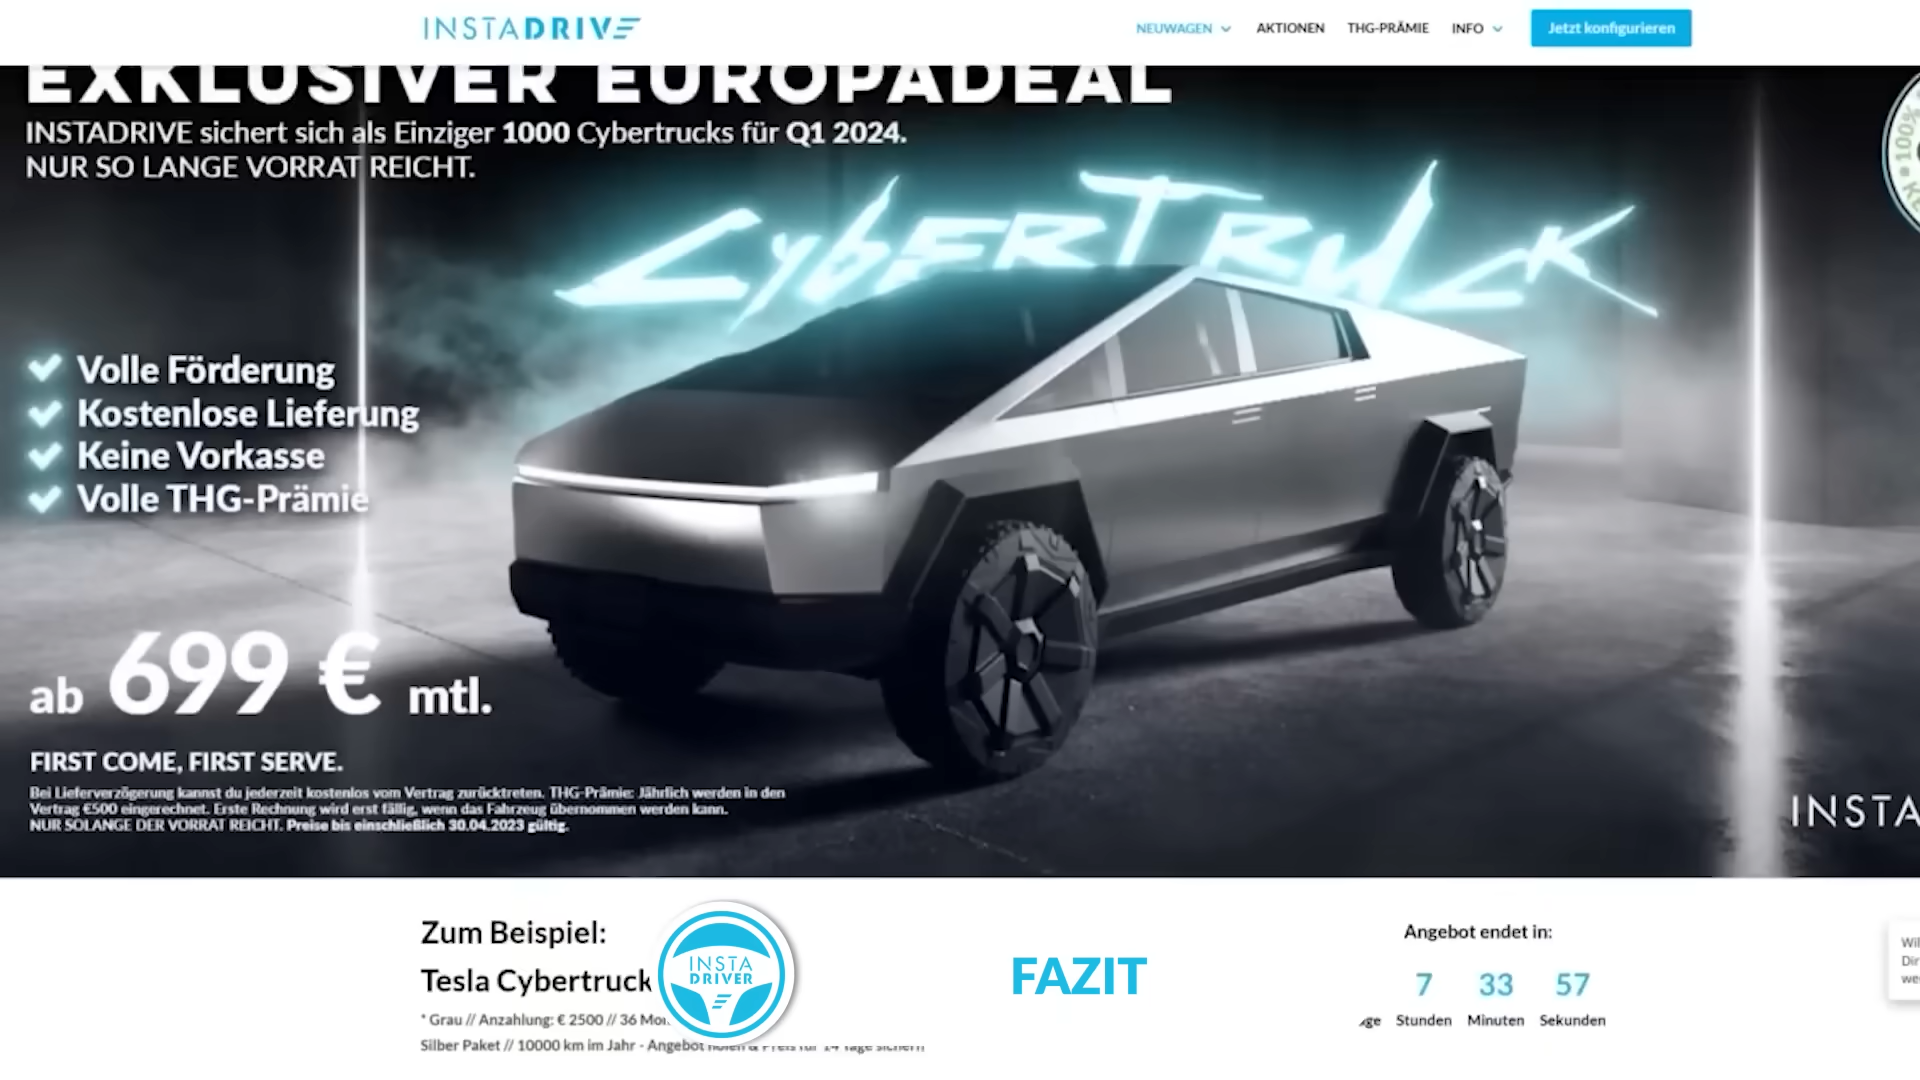 INSTADRIVE
NEUWAGEN AKTIONEN THG-PRÄMIE INFO Jetzt konfigurieren
EXKLUSIVER EUROPADEAL
INSTADRIVE sichert sich als Einziger 1000 Cybertrucks für Q1 2024.
NUR SO LANGE VORRAT REICHT.
100%
CYBERTRUCK
Volle Förderung
Kostenlose Lieferung
Keine Vorkasse
Volle THG-Prämie
ab 699 € mtl.
FIRST COME, FIRST SERVE.
Bei Lieferverzögerung kannst du jederzeit kostenlos vom Vertrag zurücktreten. THG-Prämie: Jährlich werden in den
Vertrag €500 eingerechnet. Erste Rechnung wird erst fällig, wenn das Fahrzeug übernommen werden kann.
NUR SOLANGE DER VORRAT REICHT. Preise bis einschließlich 30.04.2023 gültig.
INSTA
Zum Beispiel:
Tesla Cybertruck
* Grau // Anzahlung: € 2500 // 36
Silber Paket // 10000 km im Jahr - Angebot
INSTA
DRIVER
FAZIT
Angebot endet in:
7 33 57
Stunden Minuten Sekunden